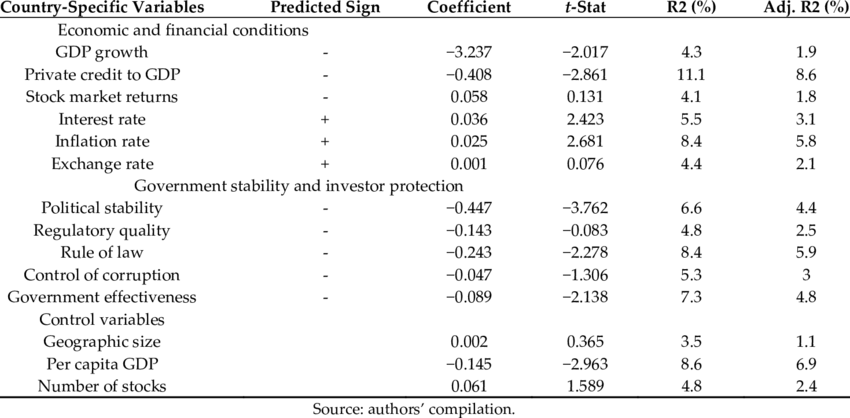 Country-Specific Variables Predicted Sign Coefficient t-Stat R2 (%) Adj. R2 (%)
Economic and financial conditions
GDP growth - −3.237 −2.017 4.3 1.9
Private credit to GDP - −0.408 −2.861 11.1 8.6
Stock market returns - 0.058 0.131 4.1 1.8
Interest rate + 0.036 2.423 5.5 3.1
Inflation rate + 0.025 2.681 8.4 5.8
Exchange rate + 0.001 0.076 4.4 2.1
Government stability and investor protection
Political stability - −0.447 −3.762 6.6 4.4
Regulatory quality - −0.143 −0.083 4.8 2.5
Rule of law - −0.243 −2.278 8.4 5.9
Control of corruption - −0.047 −1.306 5.3 3
Government effectiveness - −0.089 −2.138 7.3 4.8
Control variables
Geographic size 0.002 0.365 3.5 1.1
Per capita GDP −0.145 −2.963 8.6 6.9
Number of stocks 0.061 1.589 4.8 2.4
Source: authors’ compilation.